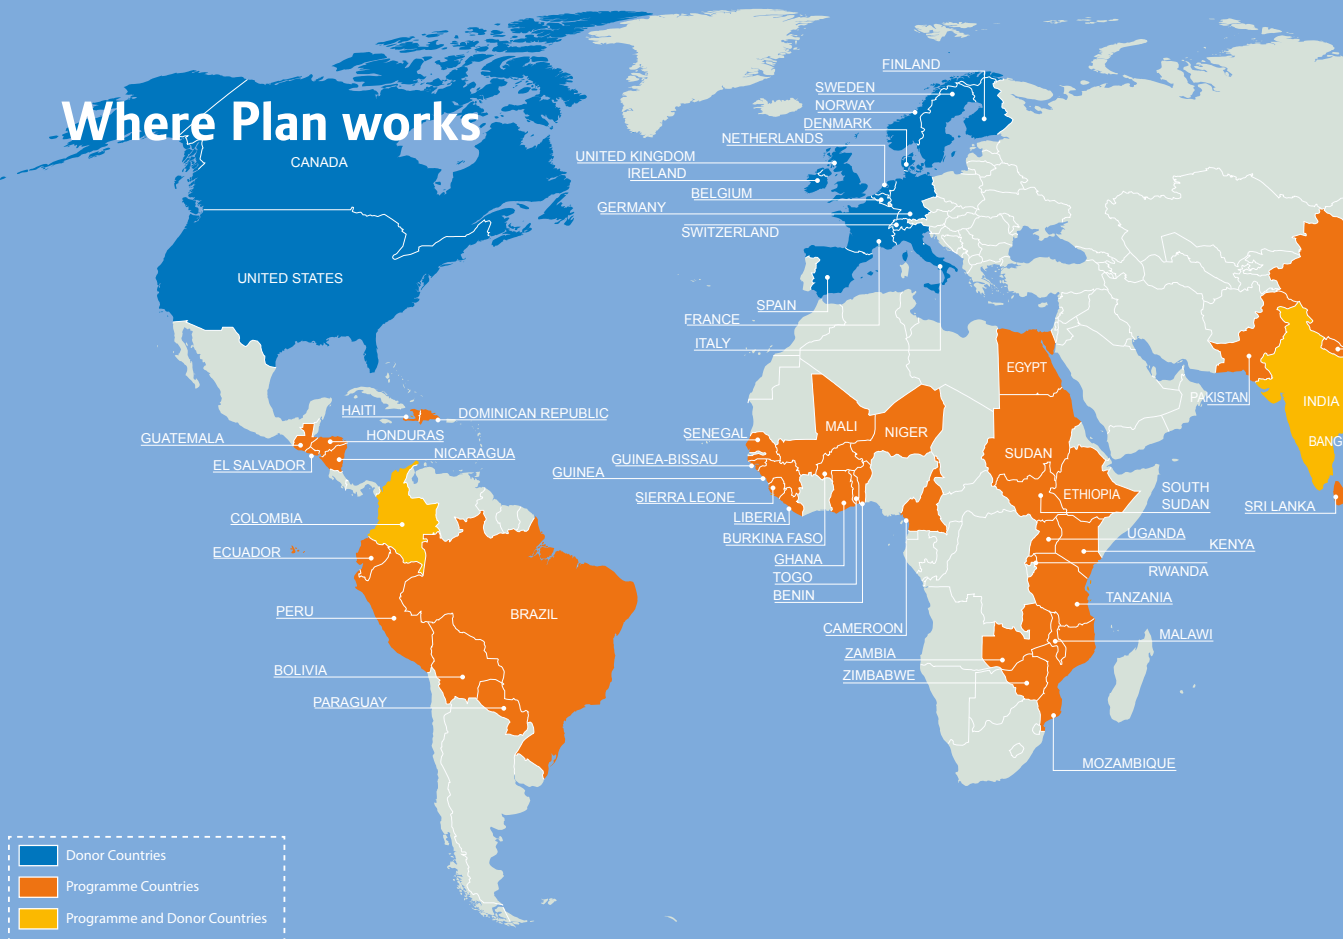 Where Plan works
CANADA
UNITED STATES
FINLAND
SWEDEN
NORWAY
DENMARK
NETHERLANDS
UNITED KINGDOM
IRELAND
BELGIUM
GERMANY
SWITZERLAND
SPAIN
FRANCE
ITALY
EGYPT
PAKISTAN
INDIA
BANG
SRI LANKA
HAITI
DOMINICAN REPUBLIC
GUATEMALA
HONDURAS
EL SALVADOR
NICARAGUA
COLOMBIA
ECUADOR
PERU
BRAZIL
BOLIVIA
PARAGUAY
MALI
NIGER
SENEGAL
GUINEA-BISSAU
GUINEA
SIERRA LEONE
LIBERIA
BURKINA FASO
GHANA
TOGO
BENIN
CAMEROON
SUDAN
ETHIOPIA
SOUTH
SUDAN
UGANDA
KENYA
RWANDA
TANZANIA
MALAWI
ZAMBIA
ZIMBABWE
MOZAMBIQUE
Donor Countries
Programme Countries
Programme and Donor Countries